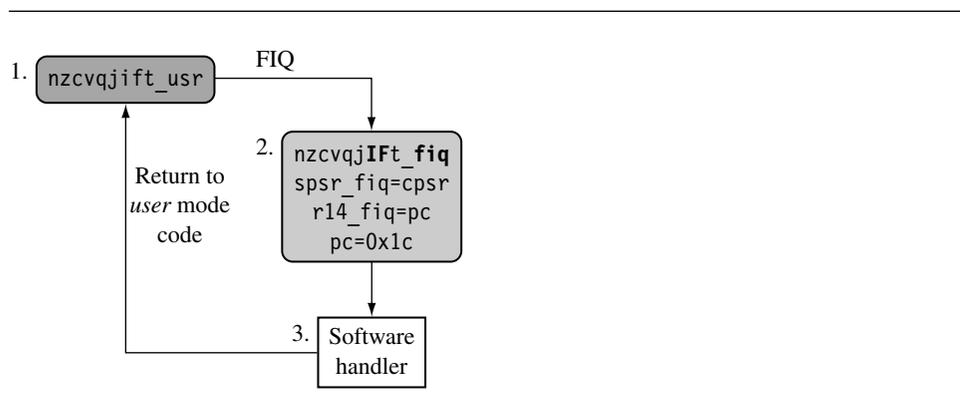 1.
nzcvqjift_usr
FIQ
2.
nzcvqjIFt_fiq
spsr_fiq=cpsr
r14_fiq=pc
pc=0x1c
Return to
user mode
code
3.
Software
handler